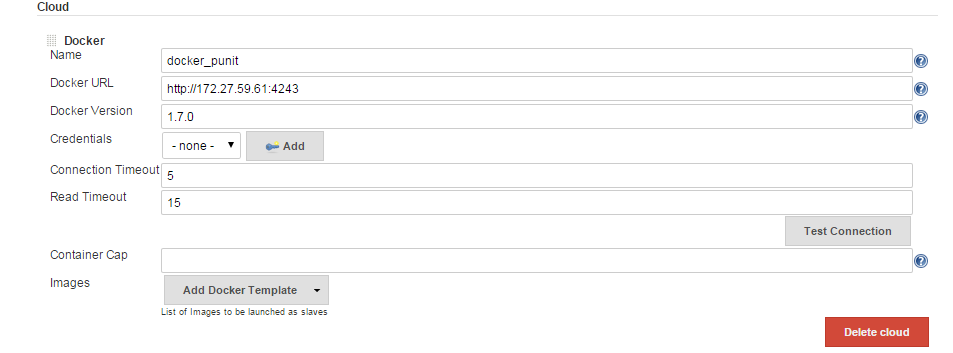 Cloud
Docker
Name
docker_punit
Docker URL
http://172.27.59.61:4243
Docker Version
1.7.0
Credentials
- none -
Add
Connection Timeout
5
Read Timeout
15
Test Connection
Container Cap
Images
Add Docker Template
List of Images to be launched as slaves
Delete cloud